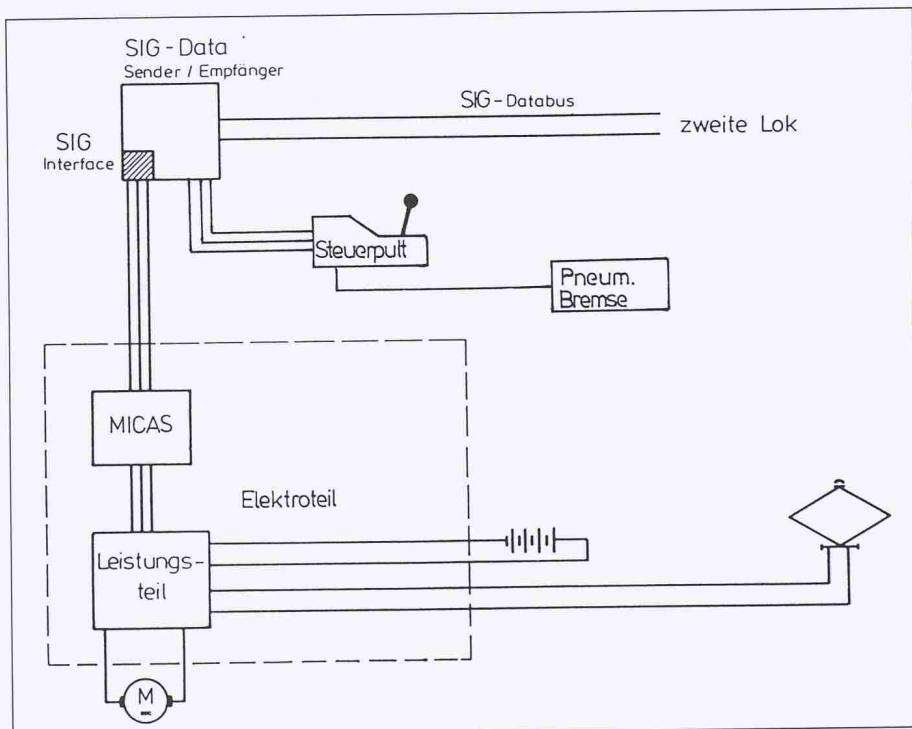 SIG-Data
Sender / Empfänger
SIG-Databus
zweite Lok
SIG
Interface
Steuerpult
Pneum.
Bremse
MICAS
Elektroteil
Leistungs-
teil
M